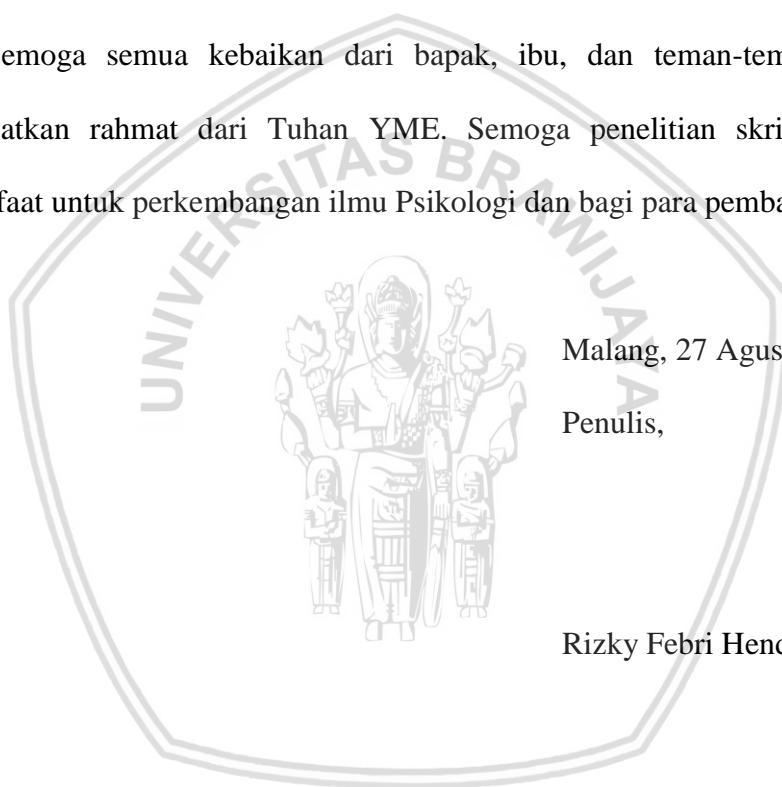 emoga semua kebaikan dari bapak, ibu, dan teman-tem
atkan rahmat dari Tuhan YME. Semoga penelitian skri
faat untuk perkembangan ilmu Psikologi dan bagi para pemba
UNIVERSITAS BRAWIJAYA
Malang, 27 Agus
Penulis,
Rizky Febri Hend